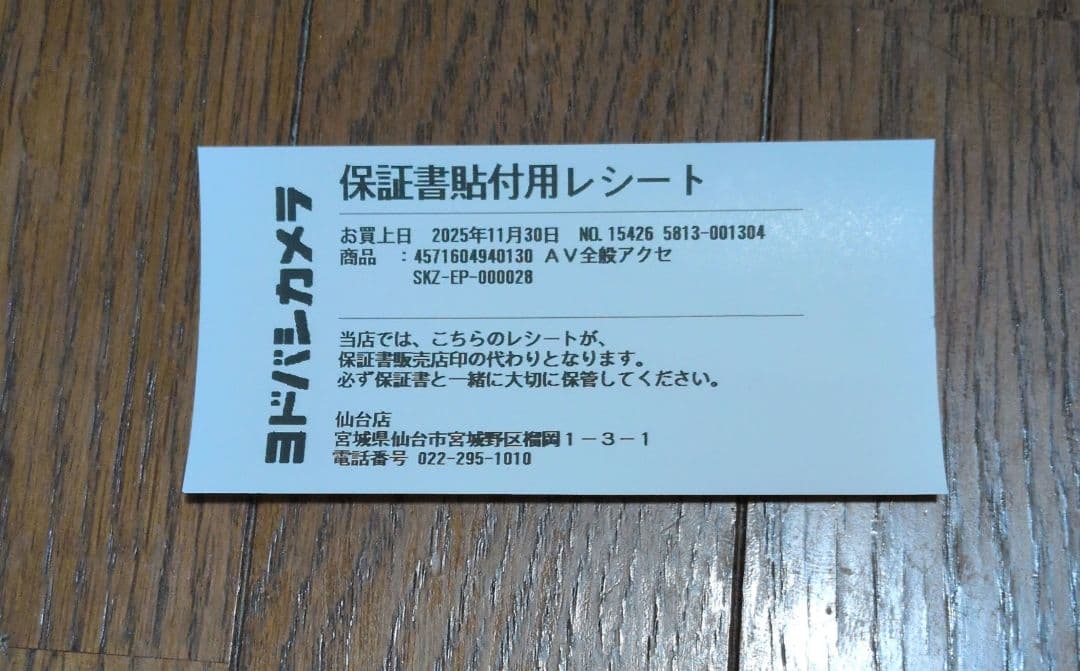 ヨドバシカメラ
保証書貼付用レシート
お買上日 2025年11月30日 NO. 15426 5813-001304
商品 :4571604940130 AV全般アクセ
SKZ-EP-000028
当店では、こちらのレシートが、
保証書販売店印の代わりとなります。
必ず保証書と一緒に大切に保管してください。
仙台店
宮城県仙台市宮城野区榴岡1-3-1
電話番号 022-295-1010